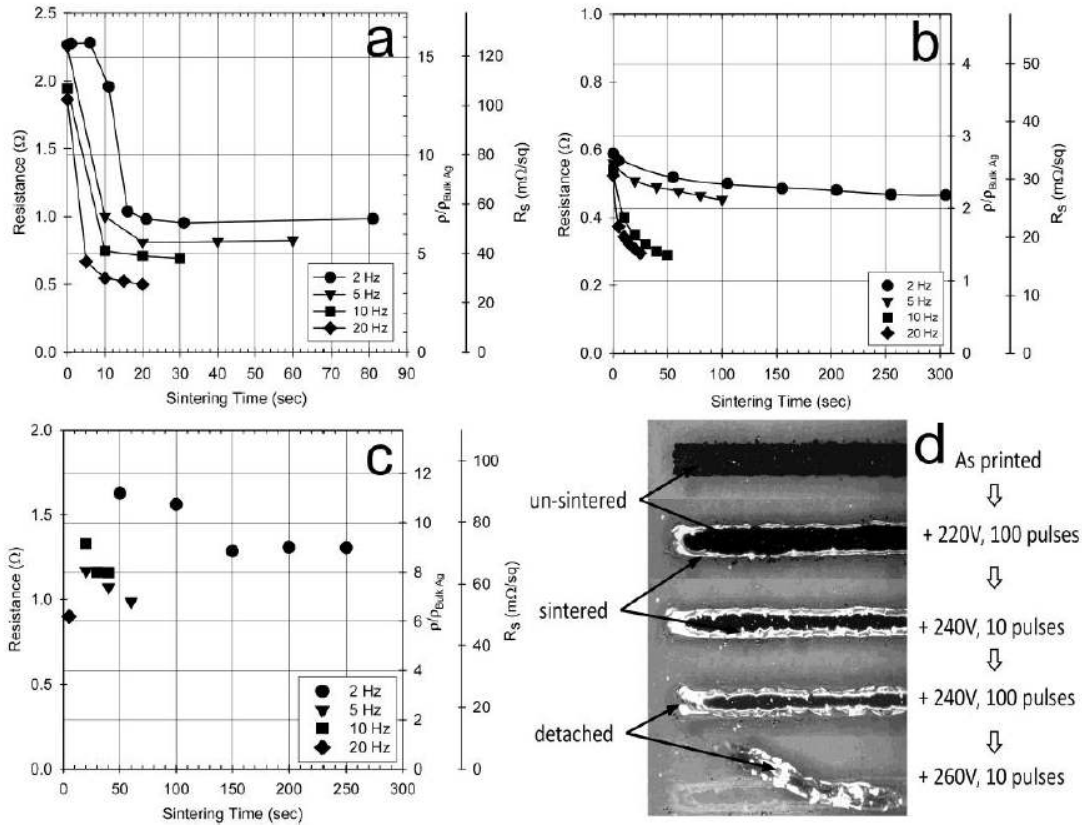 a
2.5
2.0
1.5
1.0
0.5
0.0
Resistance (Ω)
0 10 20 30 40 50 60 70 80 90
Sintering Time (sec)
15
10
5
0
ρ/ρBulk Ag
120
100
80
60
40
20
0
RS (mΩ/sq)
2 Hz
5 Hz
10 Hz
20 Hz
b
1.0
0.8
0.6
0.4
0.2
0.0
Resistance (Ω)
0 50 100 150 200 250 300
Sintering Time (sec)
4
3
2
1
0
ρ/ρBulk Ag
50
40
30
20
10
0
RS (mΩ/sq)
2 Hz
5 Hz
10 Hz
20 Hz
c
2.0
1.5
1.0
0.5
0.0
Resistance (Ω)
0 50 100 150 200 250 300
Sintering Time (sec)
12
10
8
6
4
2
0
ρ/ρBulk Ag
100
80
60
40
20
0
RS (mΩ/sq)
2 Hz
5 Hz
10 Hz
20 Hz
d
un-sintered
sintered
detached
As printed
⇩
+ 220V, 100 pulses
⇩
+ 240V, 10 pulses
⇩
+ 240V, 100 pulses
⇩
+ 260V, 10 pulses